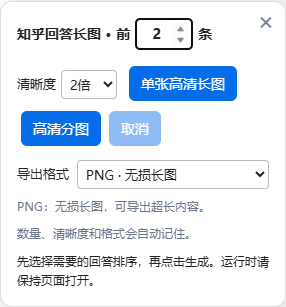 知乎回答长图 • 前 2 条
清晰度 2倍 单张高清长图
高清分图 取消
导出格式 PNG · 无损长图
PNG：无损长图，可导出超长内容。
数量、清晰度和格式会自动记住。
先选择需要的回答排序，再点击生成。运行时请
保持页面打开。